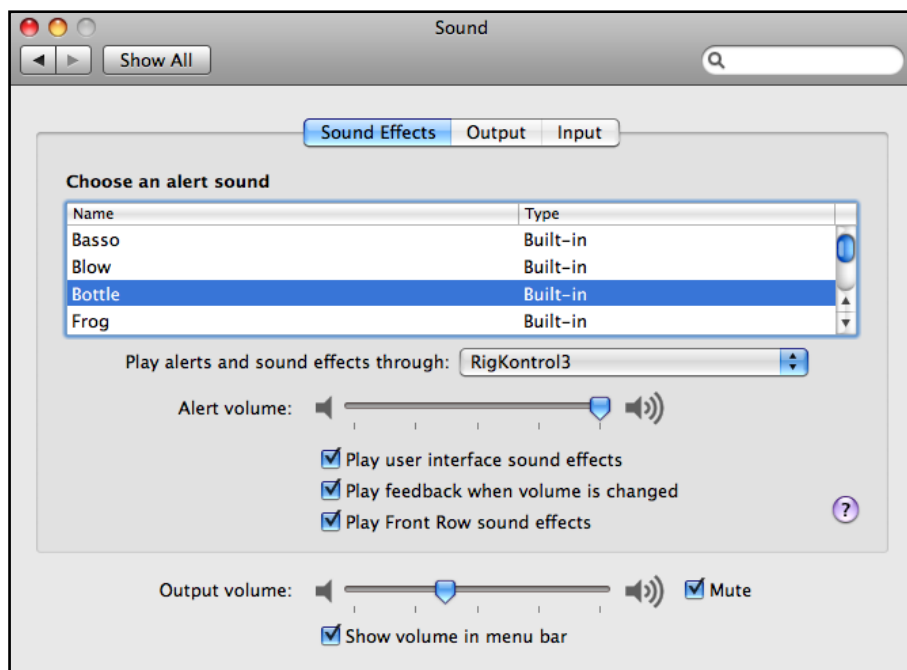 Sound
Show All
Sound Effects Output Input
Choose an alert sound
Name Type
Basso Built-in
Blow Built-in
Bottle Built-in
Frog Built-in
Play alerts and sound effects through: RigKontrol3
Alert volume:
Play user interface sound effects
Play feedback when volume is changed
Play Front Row sound effects
?
Output volume: Mute
Show volume in menu bar